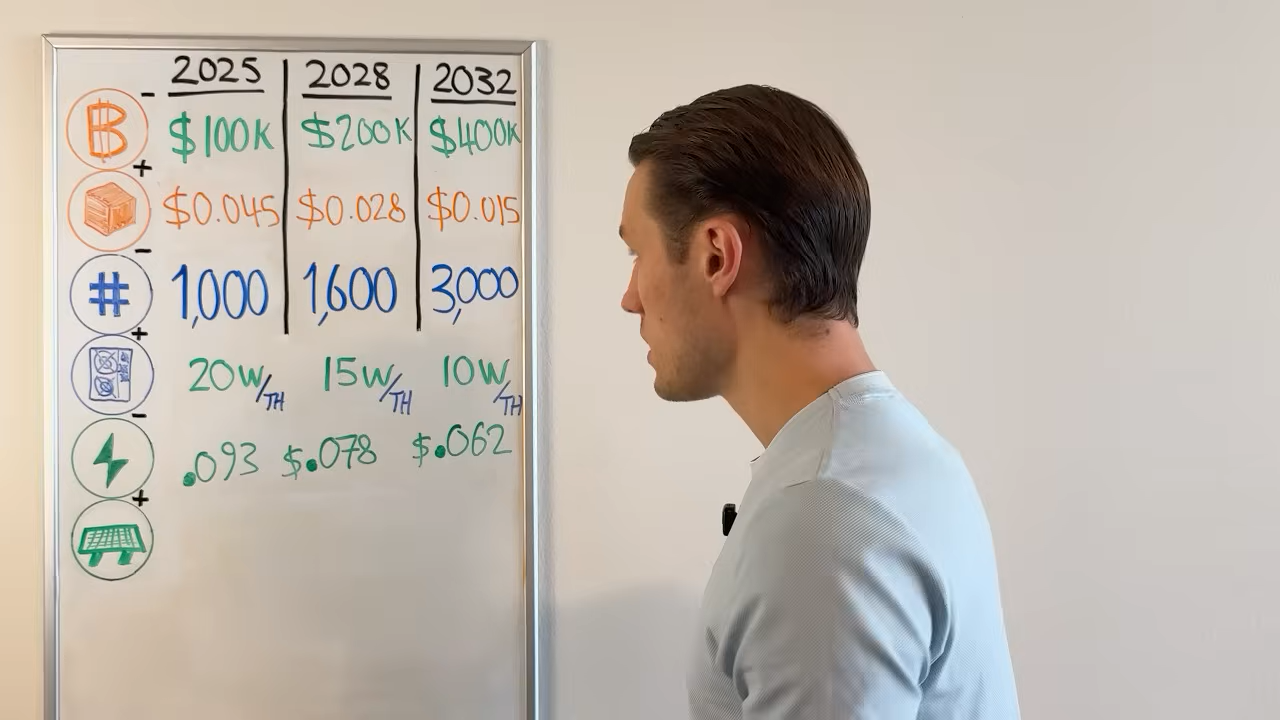 2025 2028 2032
-
₿ $100K $200K $400K
+
$0.045 $0.028 $0.015
-
# 1,000 1,600 3,000
+
20W/TH 15W/TH 10W/TH
-
.093 $.078 $.062
+